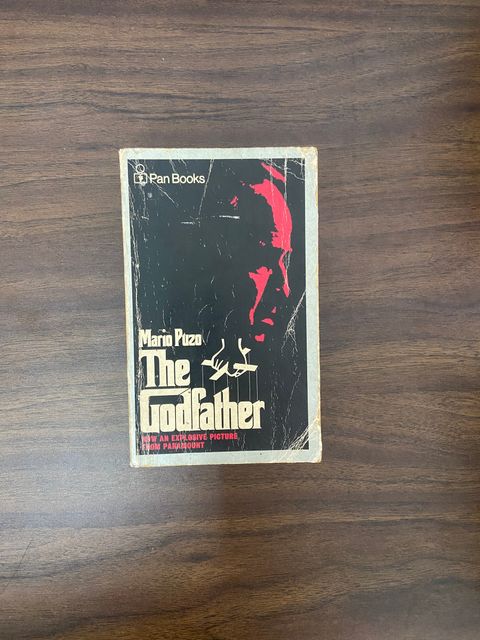 Pan Books
Mario Puzo
The
Godfather
NOW AN EXPLOSIVE PICTURE
FROM PARAMOUNT